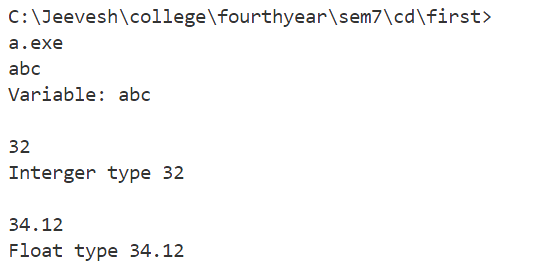 C:\Jeevesh\college\fourthyear\sem7\cd\first>
a.exe
abc
Variable: abc
32
Interger type 32
34.12
Float type 34.12